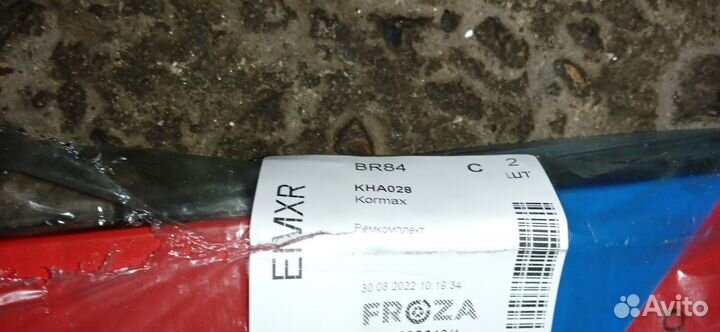 BR84 С 2 шт
KHA028
Kormax
EMXR
Ремкомплект
30.08.2022 10:19:34
FROZA
Avito